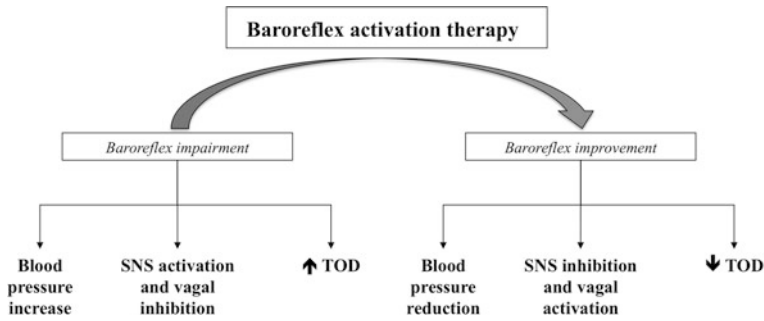 Baroreflex activation therapy
Baroreflex impairment
Baroreflex improvement
Blood
pressure
increase
SNS activation
and vagal
inhibition
↑ TOD
Blood
pressure
reduction
SNS inhibition
and vagal
activation
↓ TOD